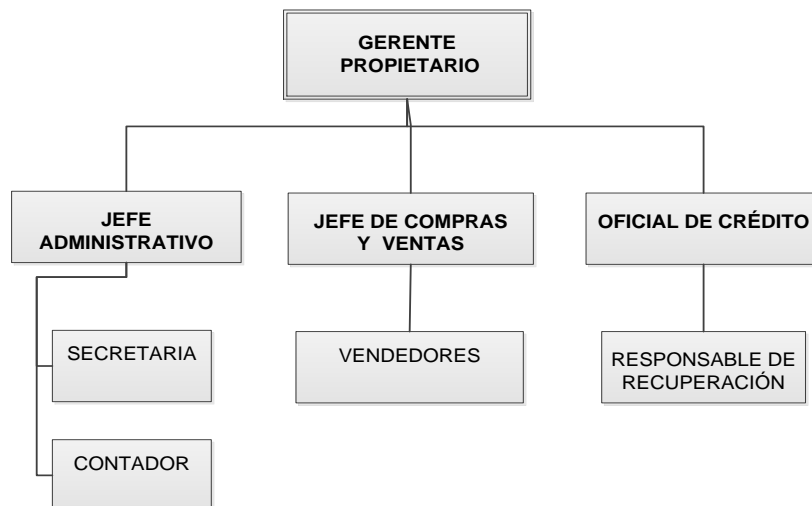 GERENTE
PROPIETARIO
JEFE
ADMINISTRATIVO
JEFE DE COMPRAS
Y VENTAS
OFICIAL DE CRÉDITO
SECRETARIA
VENDEDORES
RESPONSABLE DE
RECUPERACIÓN
CONTADOR